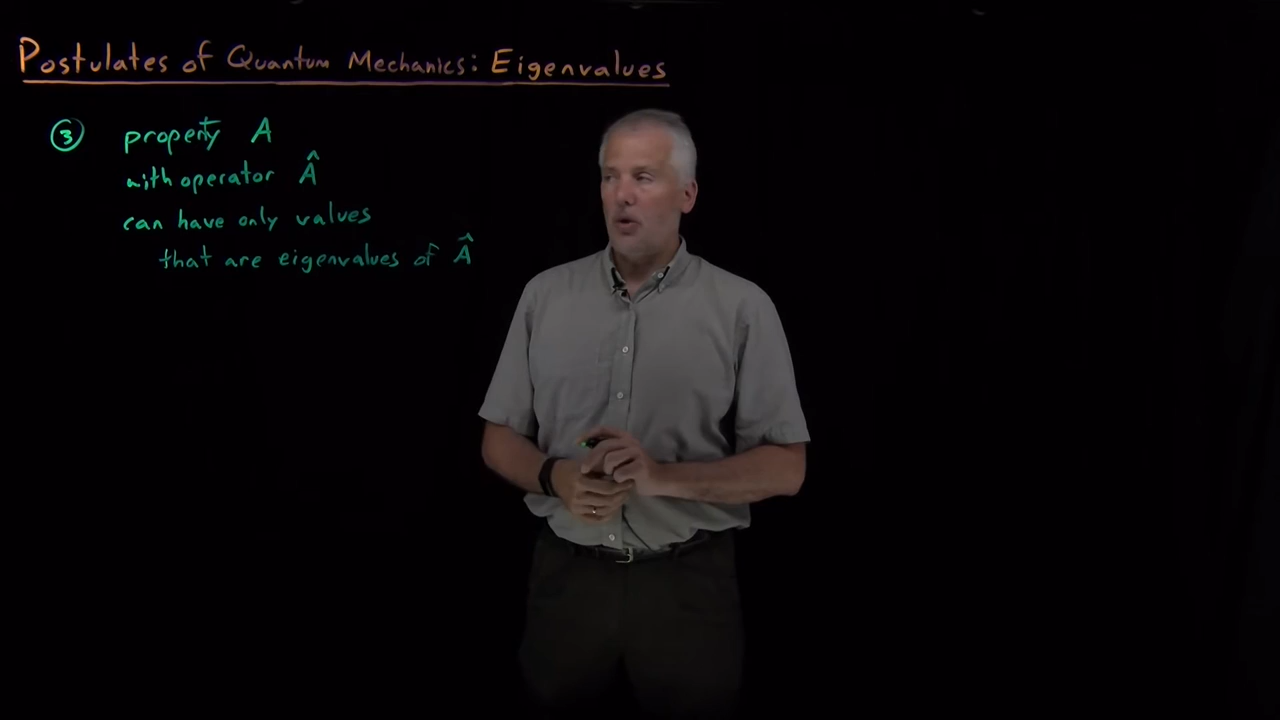 Postulates of Quantum Mechanics: Eigenvalues
③ property A
with operator Â
can have only values
that are eigenvalues of Â